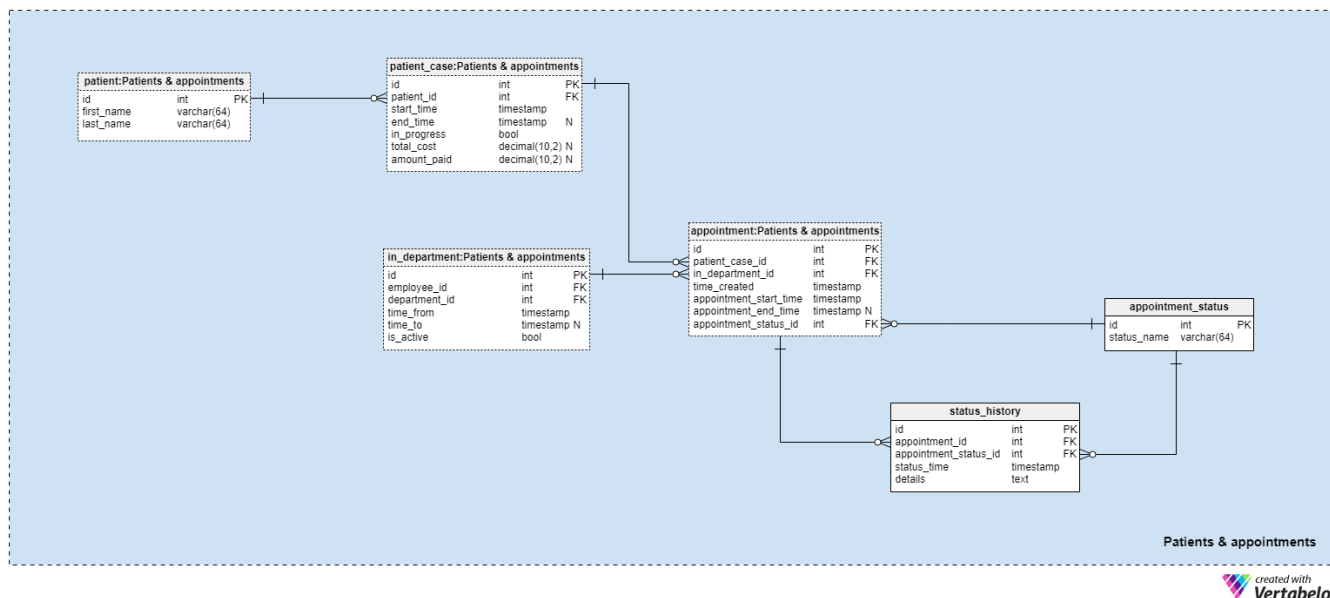 patient:Patients & appointments
id int PK
first_name varchar(64)
last_name varchar(64)
patient_case:Patients & appointments
id int PK
patient_id int FK
start_time timestamp
end_time timestamp N
in_progress bool
total_cost decimal(10,2) N
amount_paid decimal(10,2) N
in_department:Patients & appointments
id int PK
employee_id int FK
department_id int FK
time_from timestamp
time_to timestamp N
is_active bool
appointment:Patients & appointments
id int PK
patient_case_id int FK
in_department_id int FK
time_created timestamp
appointment_start_time timestamp
appointment_end_time timestamp N
appointment_status_id int FK
appointment_status
id int PK
status_name varchar(64)
status_history
id int PK
appointment_id int FK
appointment_status_id int FK
status_time timestamp
details text
Patients & appointments
created with
Vertabelo